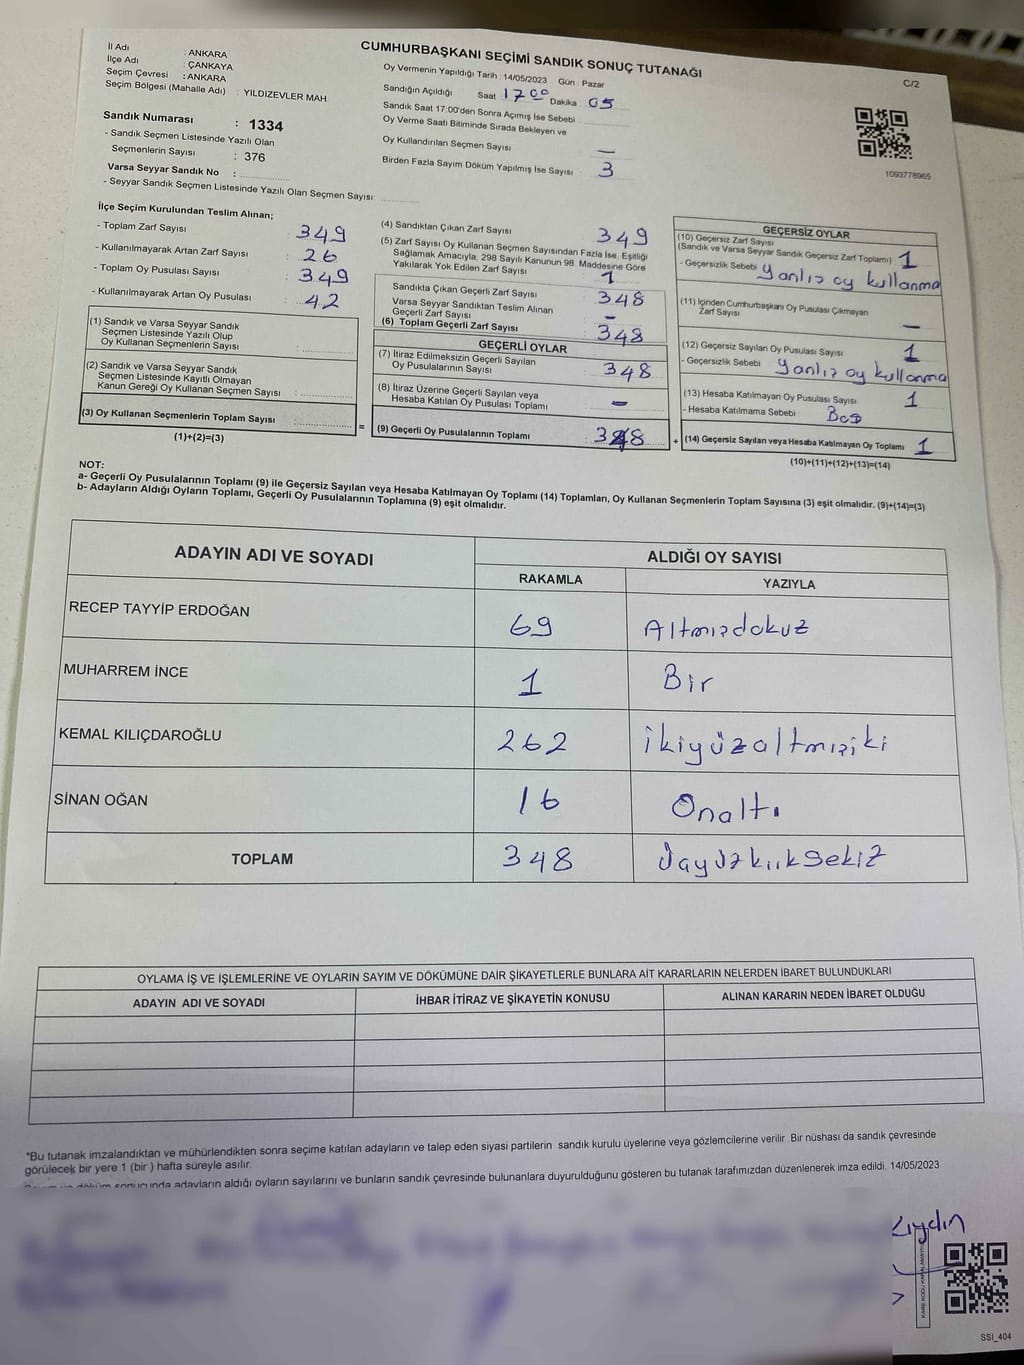 CUMHURBAŞKANI SEÇİMİ SANDIK SONUÇ TUTANAĞI
C/2
İl Adı : ANKARA
İlçe Adı : ÇANKAYA
Seçim Çevresi : ANKARA
Seçim Bölgesi (Mahalle Adı) : YILDIZEVLER MAH
Oy Vermenin Yapıldığı Tarih : 14/05/2023 Gün : Pazar
Sandığın Açıldığı Saat 17 00 Dakika 05
Sandık Saat 17:00'den Sonra Açımış İse Sebebi
Oy Verme Saati Bitiminde Sırada Bekleyen ve
Oy Kullandırılan Seçmen Sayısı : —
Birden Fazla Sayım Döküm Yapılmış İse Sayısı : 3
1093778965
Sandık Numarası : 1334
- Sandık Seçmen Listesinde Yazılı Olan
Seçmenlerin Sayısı : 376
Varsa Seyyar Sandık No :
- Seyyar Sandık Seçmen Listesinde Yazılı Olan Seçmen Sayısı:
İlçe Seçim Kurulundan Teslim Alınan;
- Toplam Zarf Sayısı : 349
- Kullanılmayarak Artan Zarf Sayısı : 26
- Toplam Oy Pusulası Sayısı : 349
- Kullanılmayarak Artan Oy Pusulası : 42
(1) Sandık ve Varsa Seyyar Sandık
Seçmen Listesinde Yazılı Olup
Oy Kullanan Seçmenlerin Sayısı :
(2) Sandık ve Varsa Seyyar Sandık
Seçmen Listesinde Kayıtlı Olmayan
Kanun Gereği Oy Kullanan Seçmen Sayısı :
(3) Oy Kullanan Seçmenlerin Toplam Sayısı :
(1)+(2)=(3)
(4) Sandıktan Çıkan Zarf Sayısı : 349
(5) Zarf Sayısı Oy Kullanan Seçmen Sayısından Fazla İse, Eşitliği
Sağlamak Amacıyla, 298 Sayılı Kanunun 98. Maddesine Göre
Yakılarak Yok Edilen Zarf Sayısı : 1
Sandıkta Çıkan Geçerli Zarf Sayısı : 348
Varsa Seyyar Sandıktan Teslim Alınan
Geçerli Zarf Sayısı : —
(6) Toplam Geçerli Zarf Sayısı : 348
GEÇERLİ OYLAR
(7) İtiraz Edilmeksizin Geçerli Sayılan
Oy Pusulalarının Sayısı : 348
(8) İtiraz Üzerine Geçerli Sayılan veya
Hesaba Katılan Oy Pusulası Toplamı : —
= (9) Geçerli Oy Pusulalarının Toplamı : 348
GEÇERSİZ OYLAR
(10) Geçersiz Zarf Sayısı
(Sandık ve Varsa Seyyar Sandık Geçersiz Zarf Toplamı) : 1
- Geçersizlik Sebebi : Yanlız oy kullanma
(11) İçinden Cumhurbaşkanı Oy Pusulası Çıkmayan
Zarf Sayısı : —
(12) Geçersiz Sayılan Oy Pusulası Sayısı : 1
- Geçersizlik Sebebi : Yanlız oy kullanma
(13) Hesaba Katılmayan Oy Pusulası Sayısı : 1
- Hesaba Katılmama Sebebi :
+ (14) Geçersiz Sayılan veya Hesaba Katılmayan Oy Toplamı : 1
(10)+(11)+(12)+(13)=(14)
NOT:
a- Geçerli Oy Pusulalarının Toplamı (9) ile Geçersiz Sayılan veya Hesaba Katılmayan Oy Toplamı (14) Toplamları, Oy Kullanan Seçmenlerin Toplam Sayısına (3) eşit olmalıdır. (9)+(14)=(3)
b- Adayların Aldığı Oyların Toplamı, Geçerli Oy Pusulalarının Toplamına (9) eşit olmalıdır.
ADAYIN ADI VE SOYADI
ALDIĞI OY SAYISI
RAKAMLA YAZIYLA
RECEP TAYYİP ERDOĞAN 69 Altmışdokuz
MUHARREM İNCE 1 Bir
KEMAL KILIÇDAROĞLU 262 ikiyüzaltmışiki
SİNAN OĞAN 16 Onaltı
TOPLAM 348
OYLAMA İŞ VE İŞLEMLERİNE VE OYLARIN SAYIM VE DÖKÜMÜNE DAİR ŞİKAYETLERLE BUNLARA AİT KARARLARIN NELERDEN İBARET BULUNDUKLARI
ADAYIN ADI VE SOYADI İHBAR İTİRAZ VE ŞİKAYETİN KONUSU ALINAN KARARIN NEDEN İBARET OLDUĞU
*Bu tutanak imzalandıktan ve mühürlendikten sonra seçime katılan adayların ve talep eden siyasi partilerin sandık kurulu üyelerine veya gözlemcilerine verilir .Bir nüshası da sandık çevresinde
görülecek bir yere 1 (bir ) hafta süreyle asılır.
döküm sonucunda adayların aldığı oyların sayılarını ve bunların sandık çevresinde bulunanlara duyurulduğunu gösteren bu tutanak tarafımızdan düzenlenerek imza edildi. 14/05/2023
SSI_404